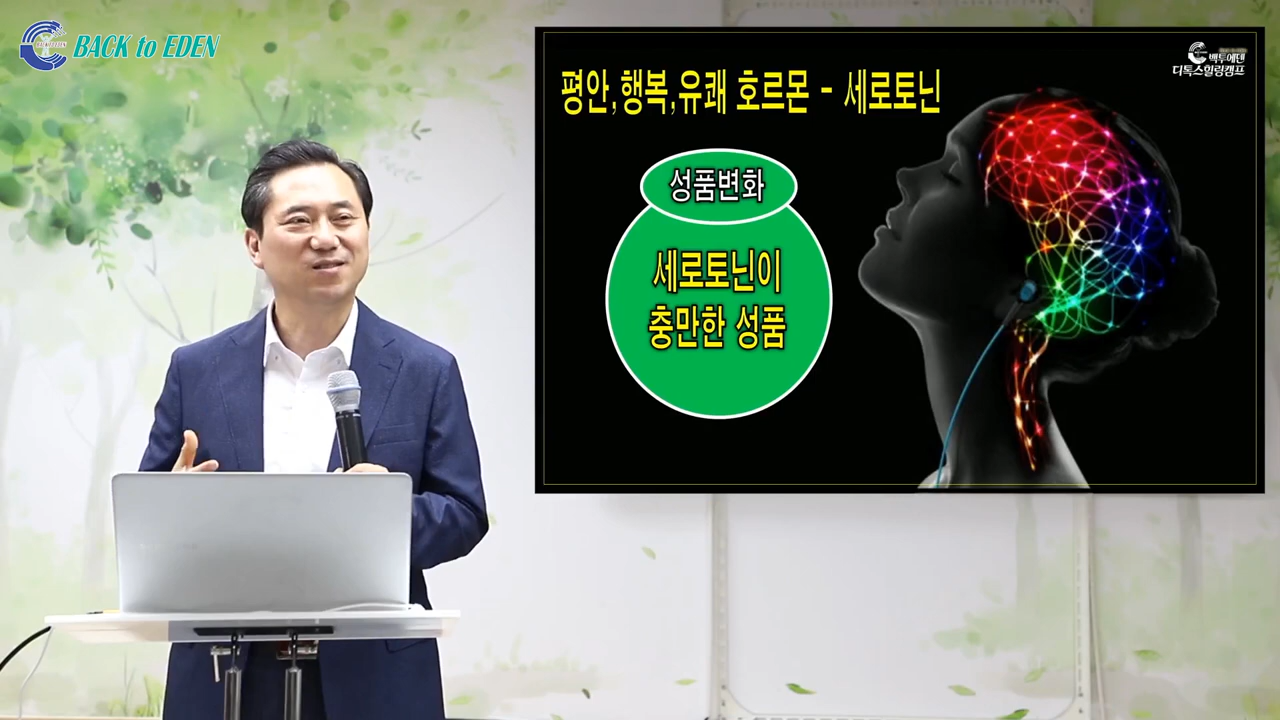 BACK to EDEN
백투에덴
디톡스힐링캠프
평안,행복,유쾌 호르몬 - 세로토닌
성품변화
세로토닌이
충만한 성품